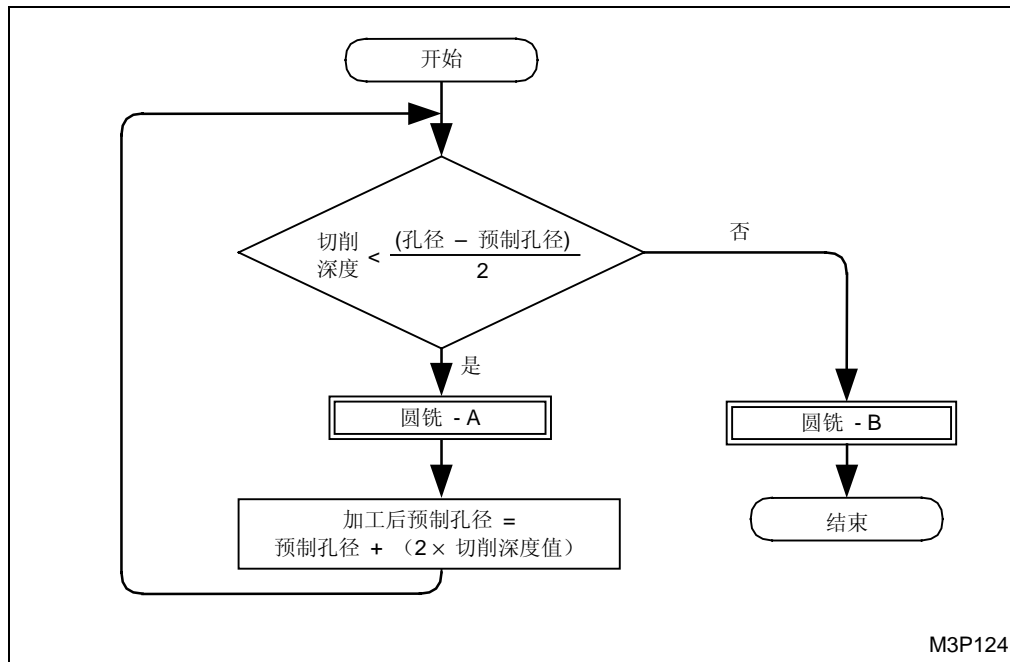 开始
切削
深度 < (孔径 – 预制孔径)
2
否
是
圆铣 - A
圆铣 - B
加工后预制孔径 =
预制孔径 + （2 × 切削深度值）
结束
M3P124